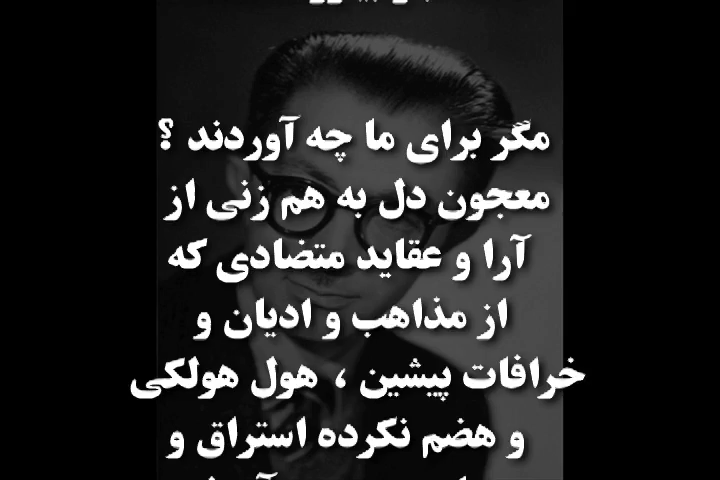 مگر برای ما چه آوردند ؟
معجون دل به هم زنی از
آرا و عقاید متضادی که
از مذاهب و ادیان و
خرافات پیشین ، هول هولکی
و هضم نکرده استراق و